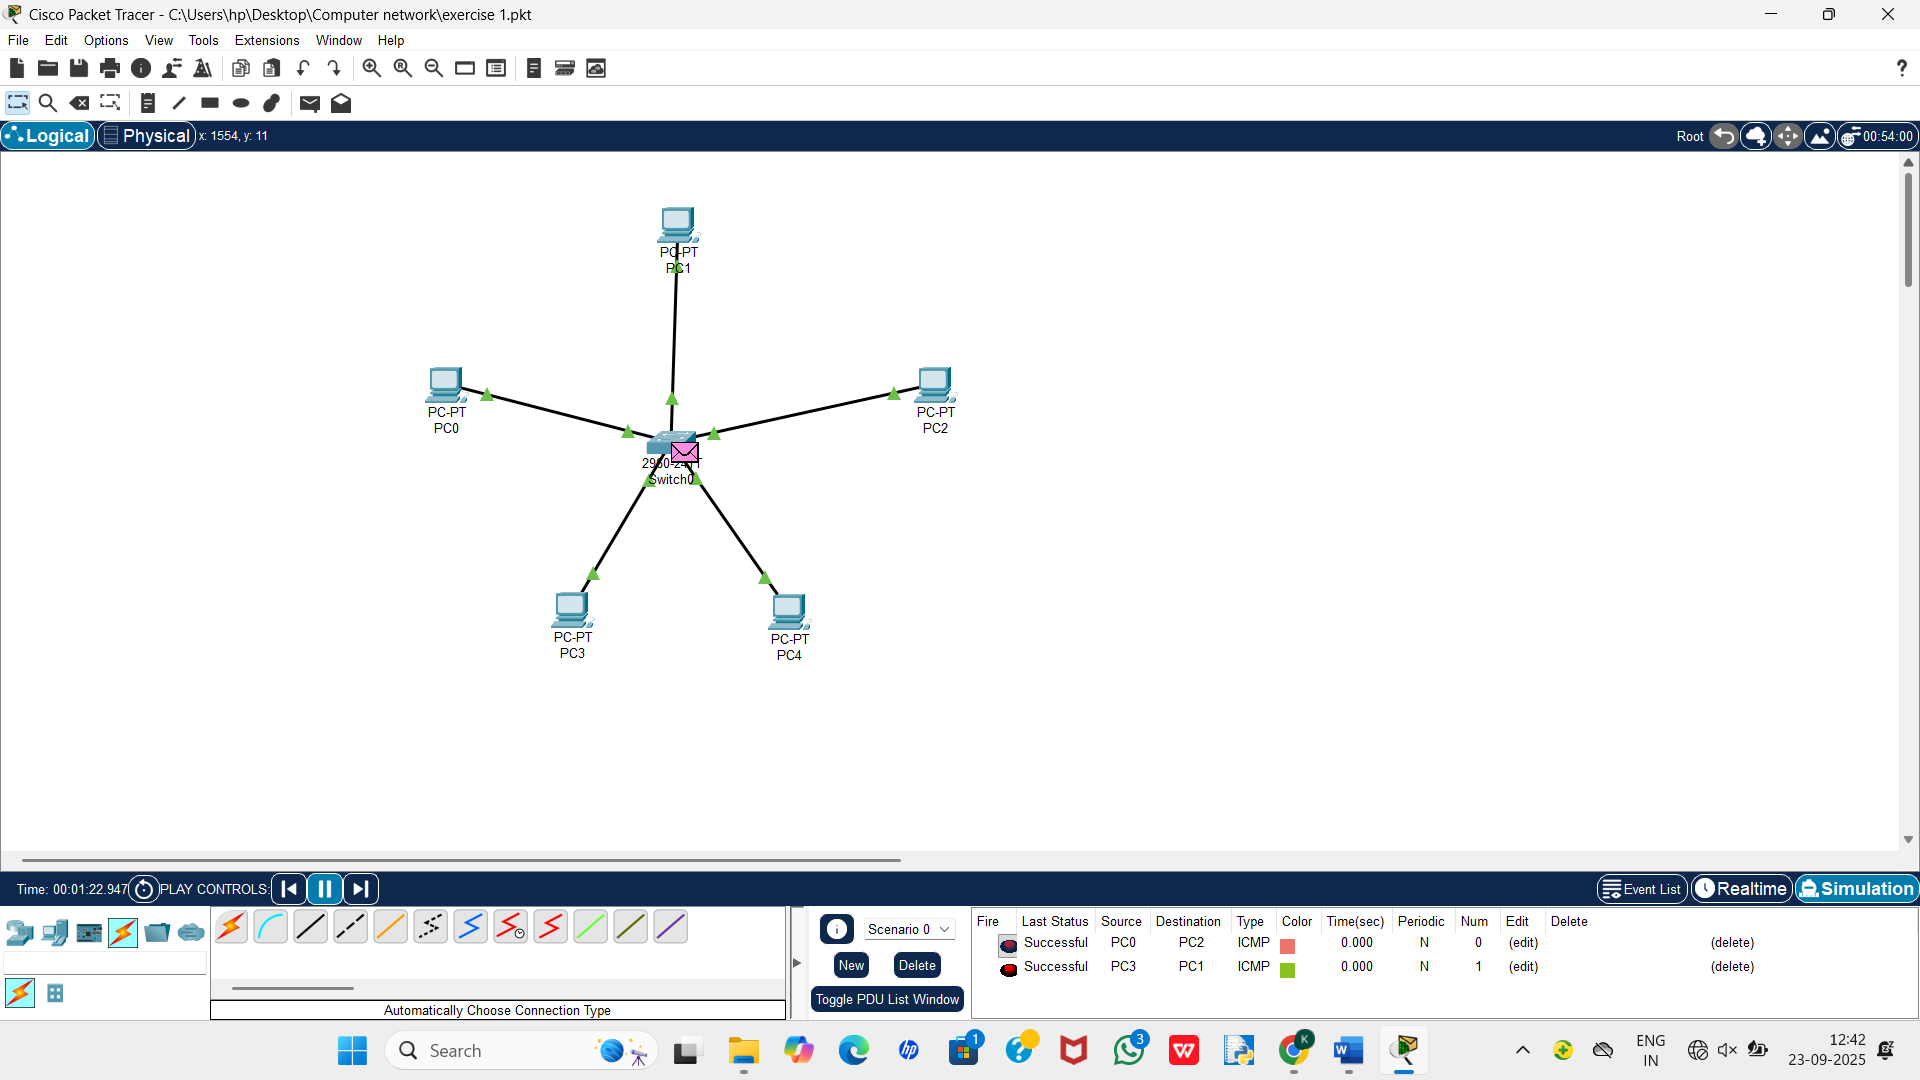 Cisco Packet Tracer - C:\Users\hp\Desktop\Computer network\exercise 1.pkt
File Edit Options View Tools Extensions Window Help
?
Logical Physical x: 1554, y: 11 Root 00:54:00
PC-PT
PC1
PC-PT
PC0
PC-PT
PC2
Switch0
PC-PT
PC3
PC-PT
PC4
Time: 00:01:22.947 PLAY CONTROLS: Event List Realtime Simulation
Scenario 0
New Delete
Toggle PDU List Window
Fire Last Status Source Destination Type Color Time(sec) Periodic Num Edit Delete
Successful PC0 PC2 ICMP 0.000 N 0 (edit) (delete)
Successful PC3 PC1 ICMP 0.000 N 1 (edit) (delete)
Automatically Choose Connection Type
Search
hp
1
3
W
K
W
ENG
IN
12:42
23-09-2025